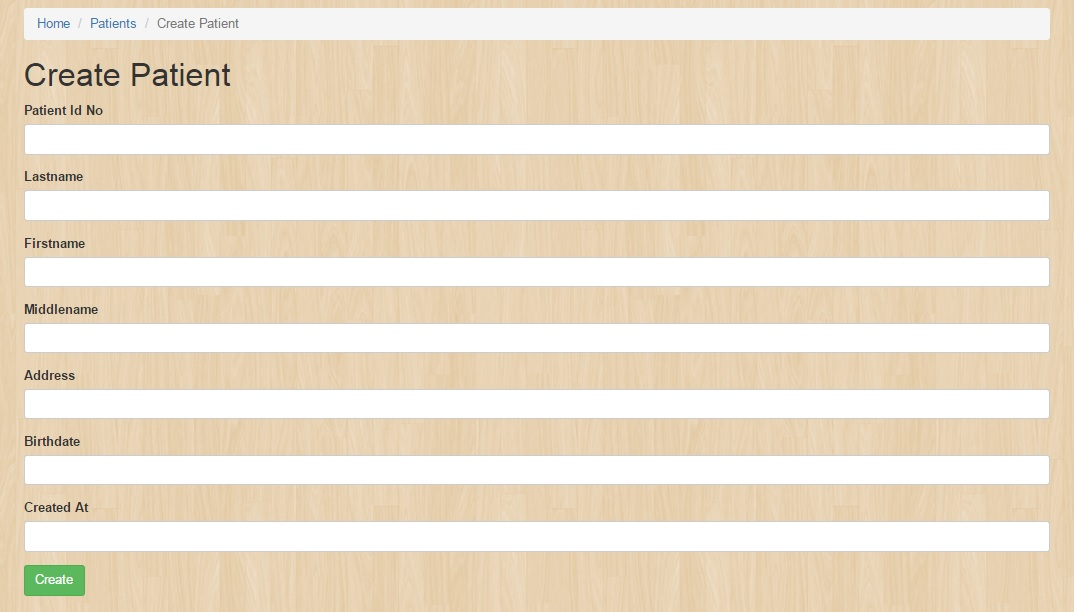 Home / Patients / Create Patient
Create Patient
Patient Id No
Lastname
Firstname
Middlename
Address
Birthdate
Created At
Create